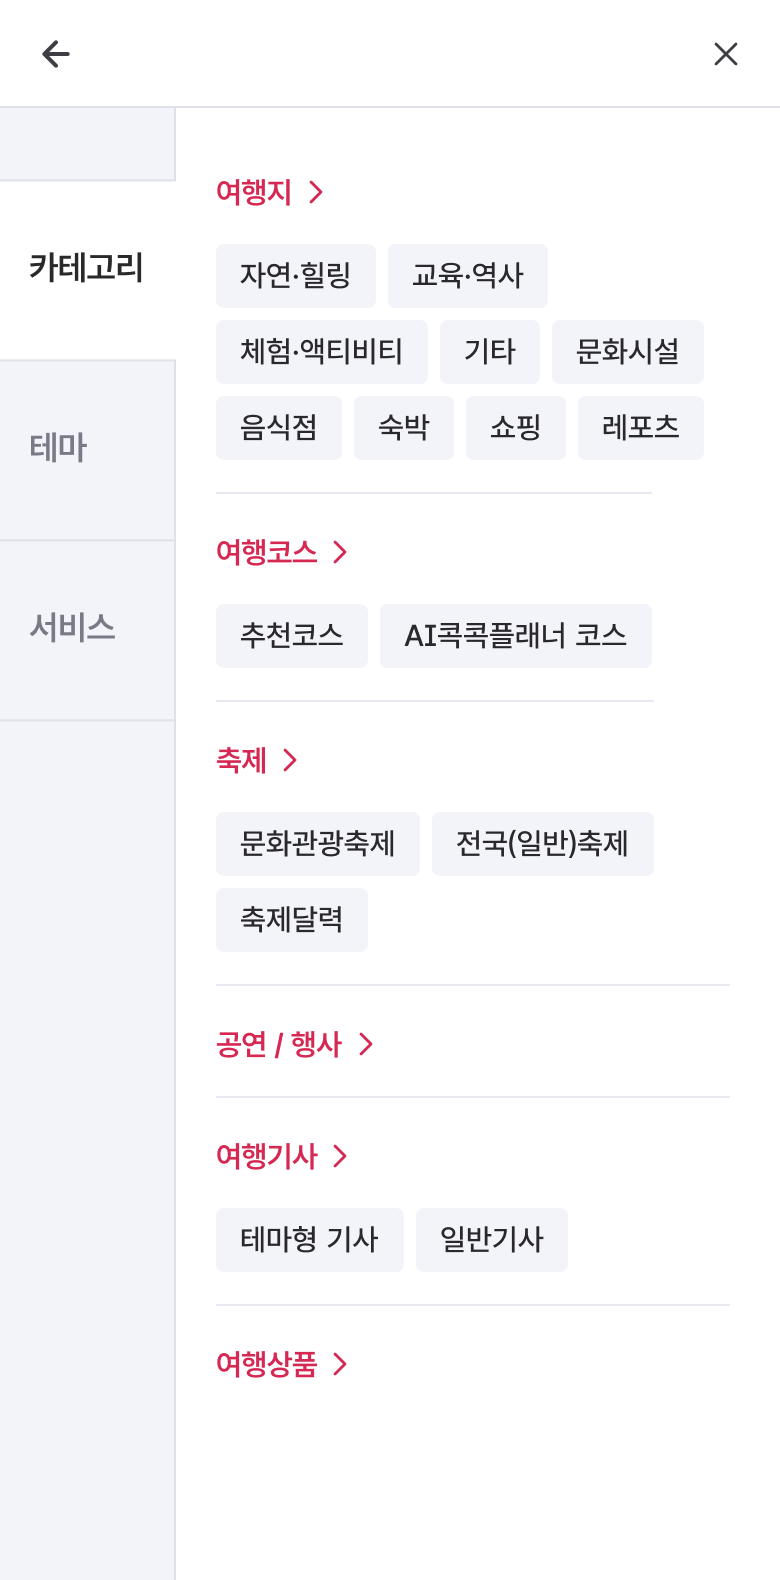 카테고리
테마
서비스
여행지
자연·힐링 교육·역사
체험·액티비티 기타 문화시설
음식점 숙박 쇼핑 레포츠
여행코스
추천코스 AI콕콕플래너 코스
축제
문화관광축제 전국(일반)축제
축제달력
공연 / 행사
여행기사
테마형 기사 일반기사
여행상품